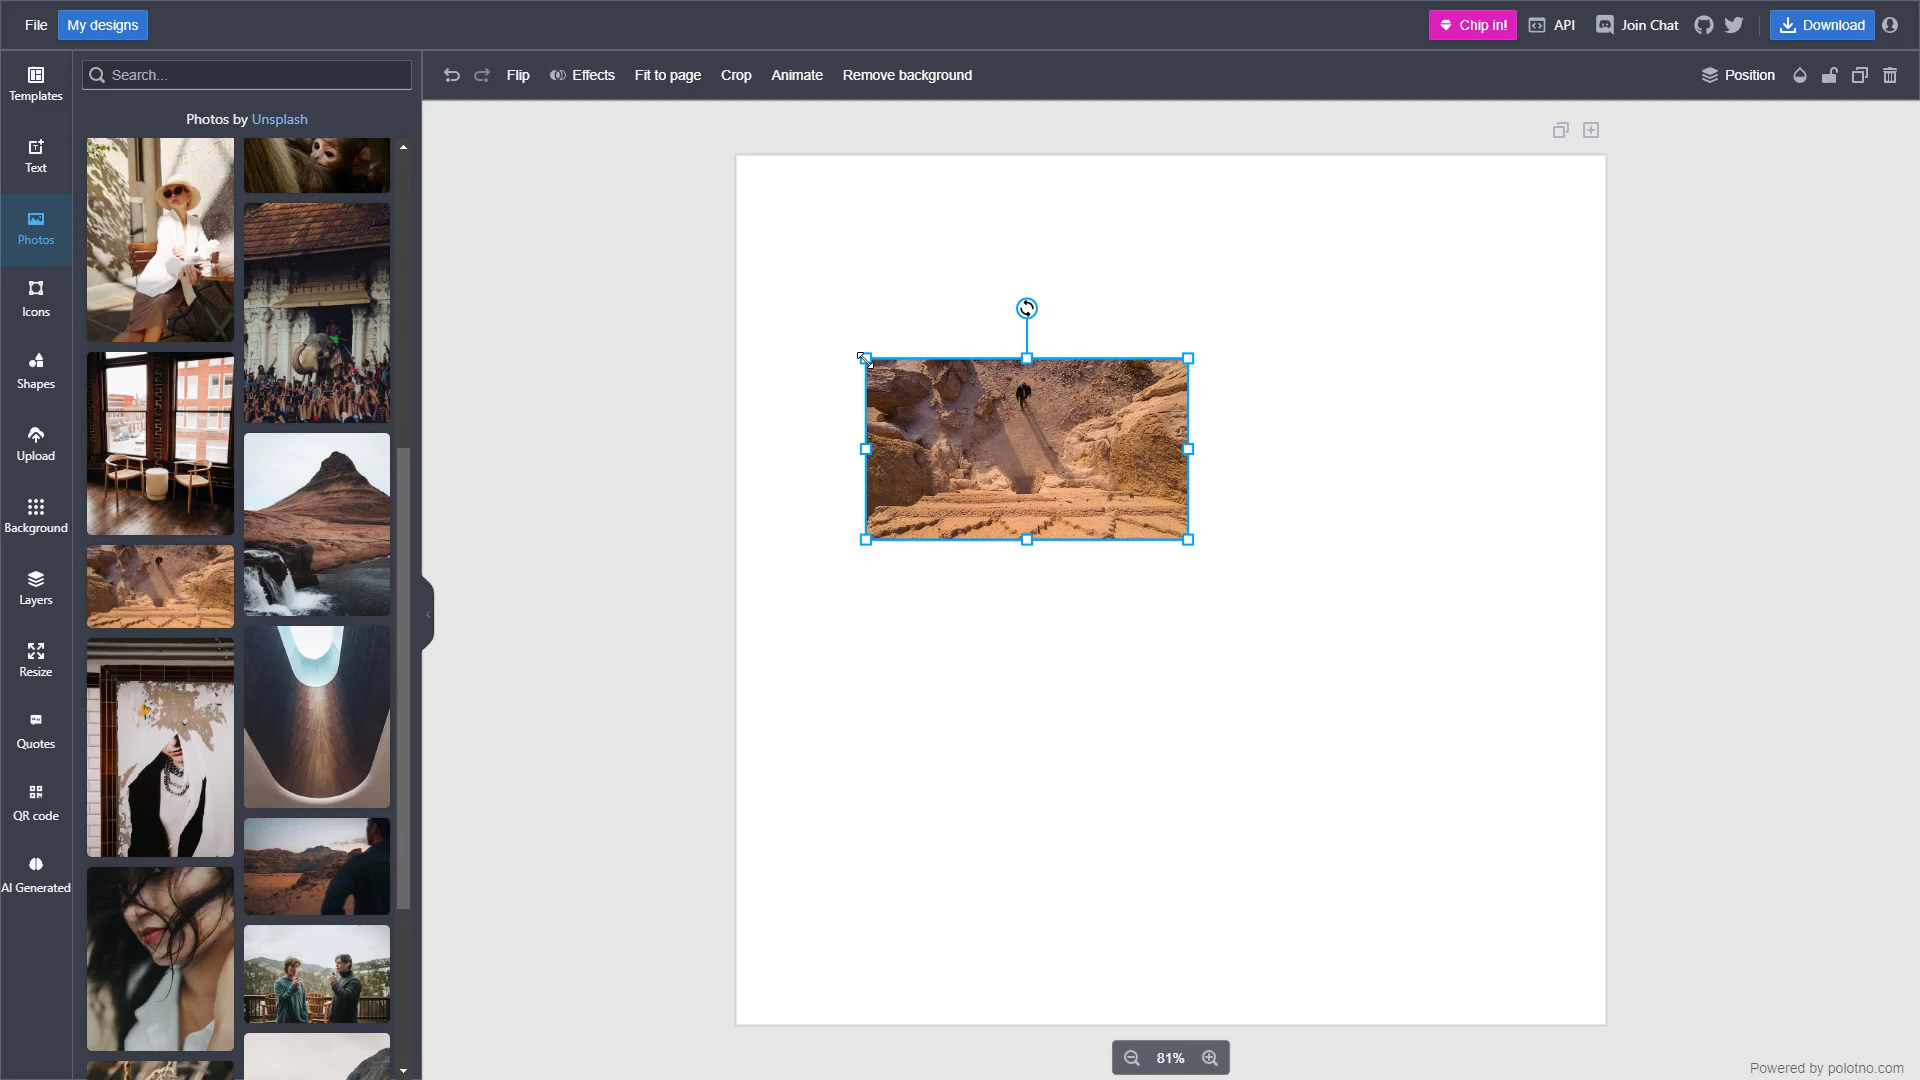 File
My designs
Chip in!
API
Join Chat
Download
Templates
Text
Photos
Icons
Shapes
Upload
Background
Layers
Resize
Quotes
QR code
AI Generated
Search...
Photos by Unsplash
Flip
Effects
Fit to page
Crop
Animate
Remove background
Position
81%
Powered by polotno.com